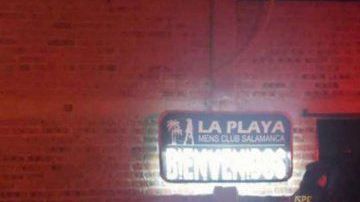 LA PLAYA
MENS CLUB SALAMANCA
BIENVENIDOS